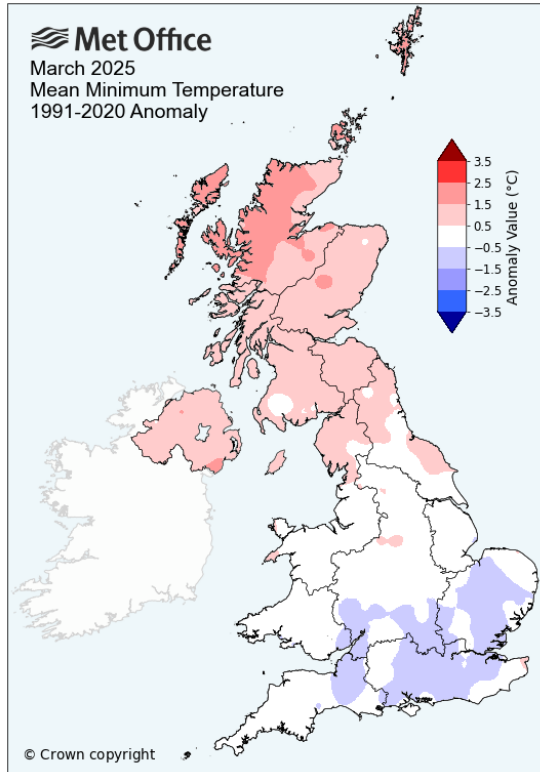 Met Office
March 2025
Mean Minimum Temperature
1991-2020 Anomaly
3.5
2.5
1.5
0.5
−0.5
−1.5
−2.5
−3.5
Anomaly Value (°C)
© Crown copyright